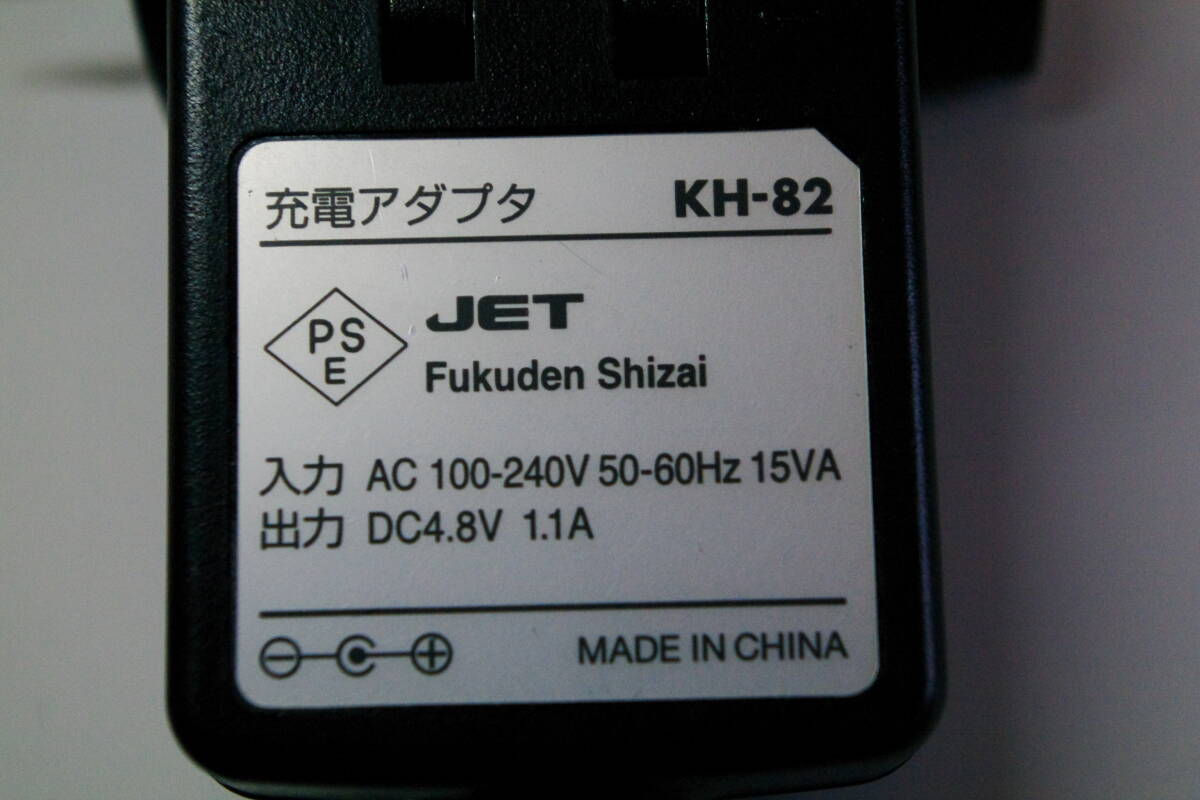 充電アダプタ KH-82
PS
E
JET
Fukuden Shizai
入力 AC 100-240V 50-60Hz 15VA
出力 DC4.8V 1.1A
MADE IN CHINA